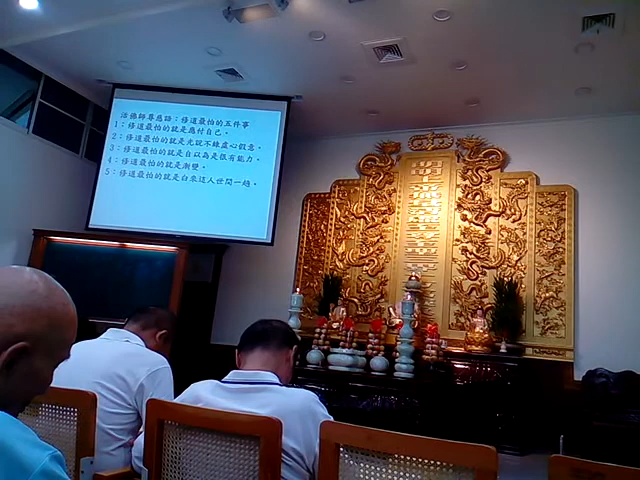 活佛師尊慈語：修道最怕的五件事
1：修道最怕的就是應付自己。
2：修道最怕的就是光說不練虛心假意。
3：修道最怕的就是自以為是很有能力。
4：修道最怕的就是漸變。
5：修道最怕的就是白來這人世間一趟。